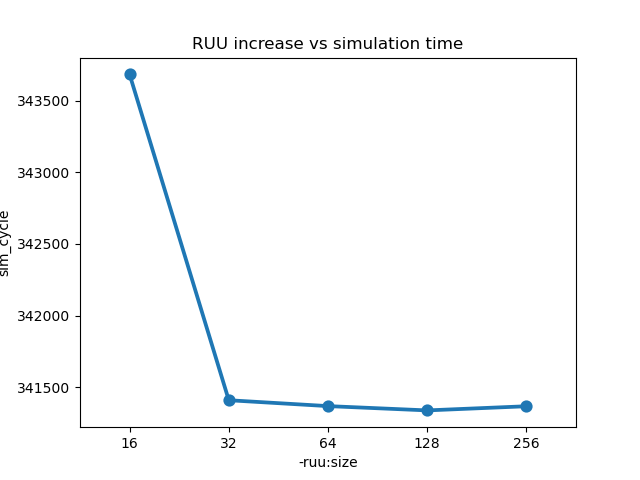 RUU increase vs simulation time
343500
343000
342500
342000
341500
sim_cycle
16 32 64 128 256
-ruu:size